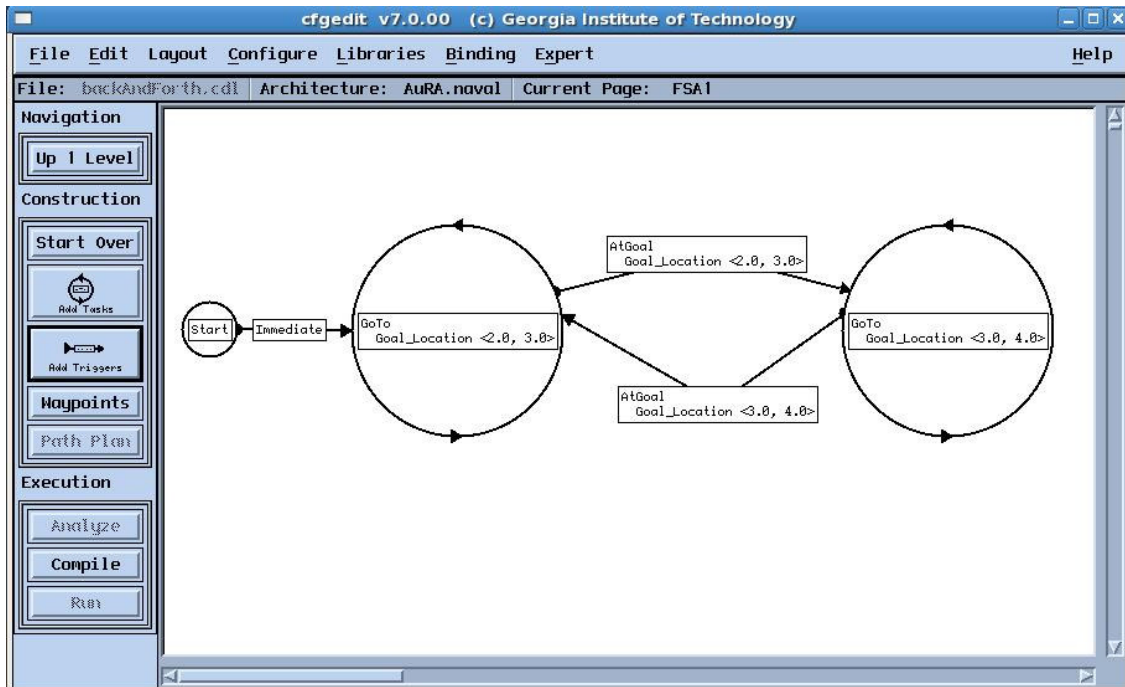 cfgedit v7.0.00 (c) Georgia Institute of Technology
File Edit Layout Configure Libraries Binding Expert Help
File: backAndForth.cdl Architecture: AuRA.naval Current Page: FSA1
Navigation
Up 1 Level
Construction
Start Over
Add Tasks
Add Triggers
Waypoints
Path Plan
Execution
Analyze
Compile
Run
Start
Immediate
GoTo
Goal_Location <2.0, 3.0>
AtGoal
Goal_Location <2.0, 3.0>
AtGoal
Goal_Location <3.0, 4.0>
GoTo
Goal_Location <3.0, 4.0>